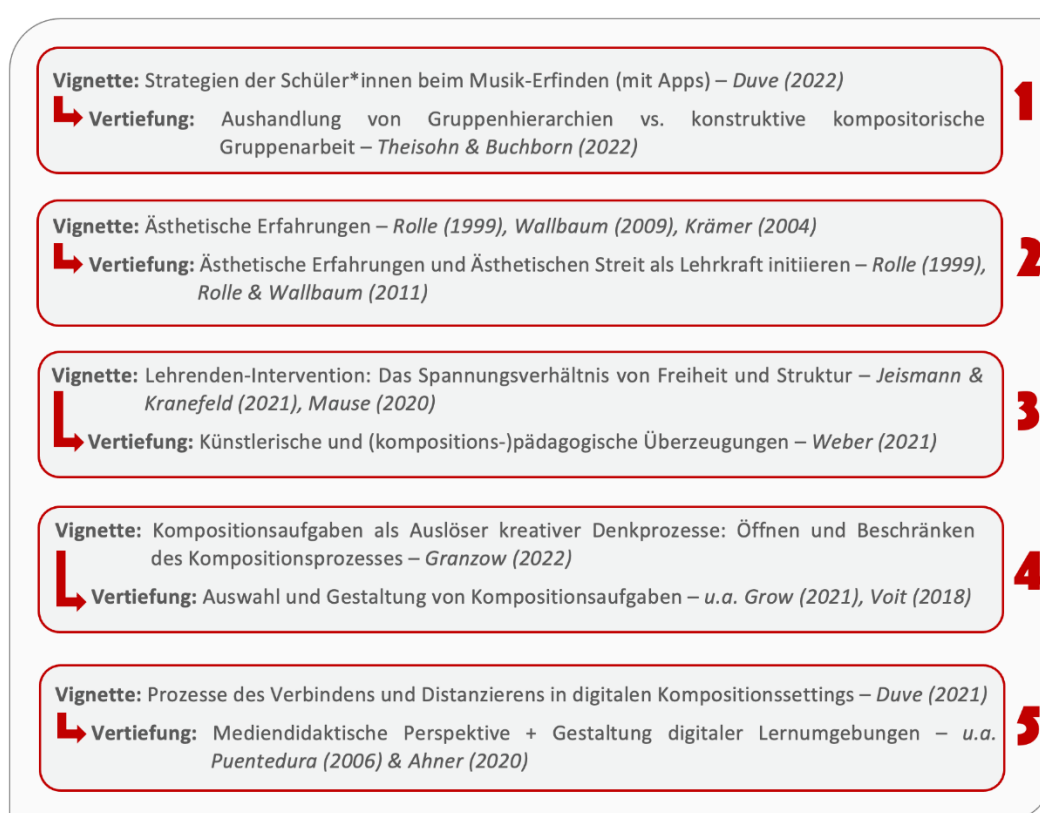 Vignette: Strategien der Schüler*innen beim Musik-Erfinden (mit Apps) – Duve (2022)
Vertiefung: Aushandlung von Gruppenhierarchien vs. konstruktive kompositorische
Gruppenarbeit – Theisohn & Buchborn (2022)
1
Vignette: Ästhetische Erfahrungen – Rolle (1999), Wallbaum (2009), Krämer (2004)
Vertiefung: Ästhetische Erfahrungen und Ästhetischen Streit als Lehrkraft initiieren – Rolle (1999),
Rolle & Wallbaum (2011)
2
Vignette: Lehrenden-Intervention: Das Spannungsverhältnis von Freiheit und Struktur – Jeismann &
Kranefeld (2021), Mause (2020)
Vertiefung: Künstlerische und (kompositions-)pädagogische Überzeugungen – Weber (2021)
3
Vignette: Kompositionsaufgaben als Auslöser kreativer Denkprozesse: Öffnen und Beschränken
des Kompositionsprozesses – Granzow (2022)
Vertiefung: Auswahl und Gestaltung von Kompositionsaufgaben – u.a. Grow (2021), Voit (2018)
4
Vignette: Prozesse des Verbindens und Distanzierens in digitalen Kompositionssettings – Duve (2021)
Vertiefung: Mediendidaktische Perspektive + Gestaltung digitaler Lernumgebungen – u.a.
Puentedura (2006) & Ahner (2020)
5